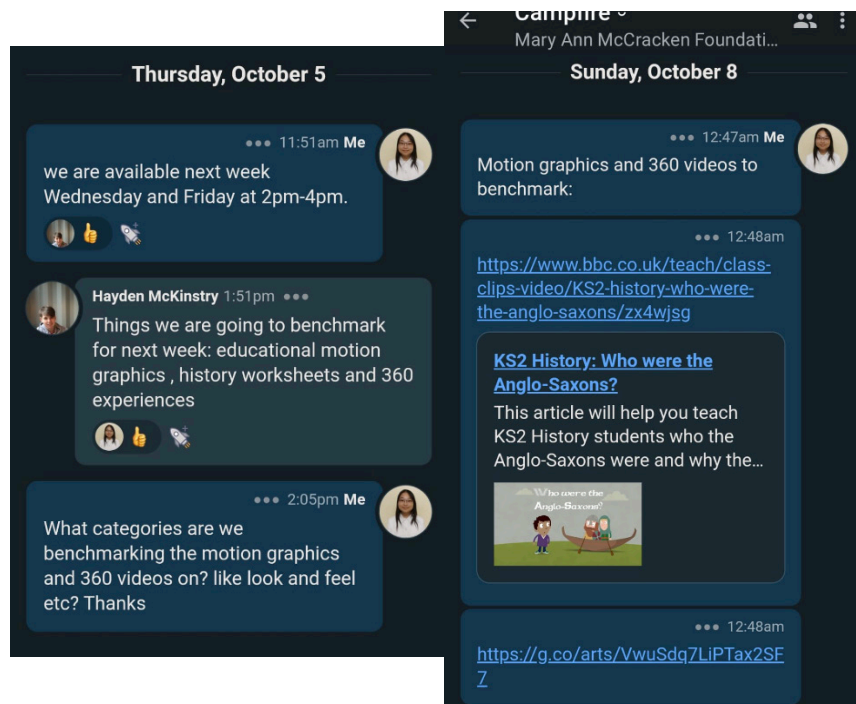 Thursday, October 5
11:51am Me
we are available next week
Wednesday and Friday at 2pm-4pm.
Hayden McKinstry 1:51pm
Things we are going to benchmark
for next week: educational motion
graphics , history worksheets and 360
experiences
2:05pm Me
What categories are we
benchmarking the motion graphics
and 360 videos on? like look and feel
etc? Thanks
Campfire
Mary Ann McCracken Foundati...
Sunday, October 8
12:47am Me
Motion graphics and 360 videos to
benchmark:
12:48am
https://www.bbc.co.uk/teach/class-
clips-video/KS2-history-who-were-
the-anglo-saxons/zx4wjsg
KS2 History: Who were the
Anglo-Saxons?
This article will help you teach
KS2 History students who the
Anglo-Saxons were and why the...
Who were the
Anglo-Saxons?
12:48am
https://g.co/arts/VwuSdq7LiPTax2SF
7